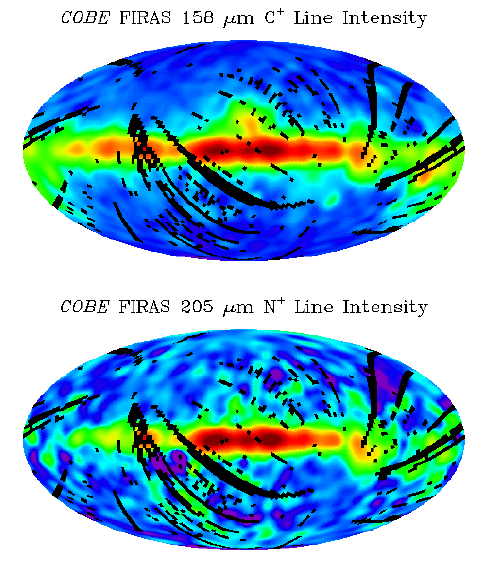 COBE FIRAS 158 μm C⁺ Line Intensity
COBE FIRAS 205 μm N⁺ Line Intensity